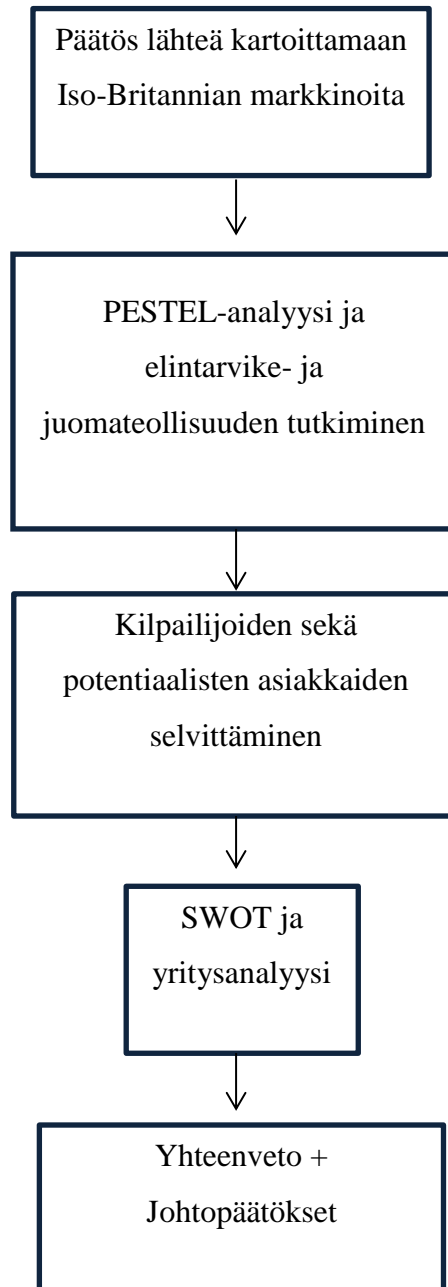 Päätös lähteä kartoittamaan
Iso-Britannian markkinoita
PESTEL-analyysi ja
elintarvike- ja
juomateollisuuden tutkiminen
Kilpailijoiden sekä
potentiaalisten asiakkaiden
selvittäminen
SWOT ja
yritysanalyysi
Yhteenveto +
Johtopäätökset